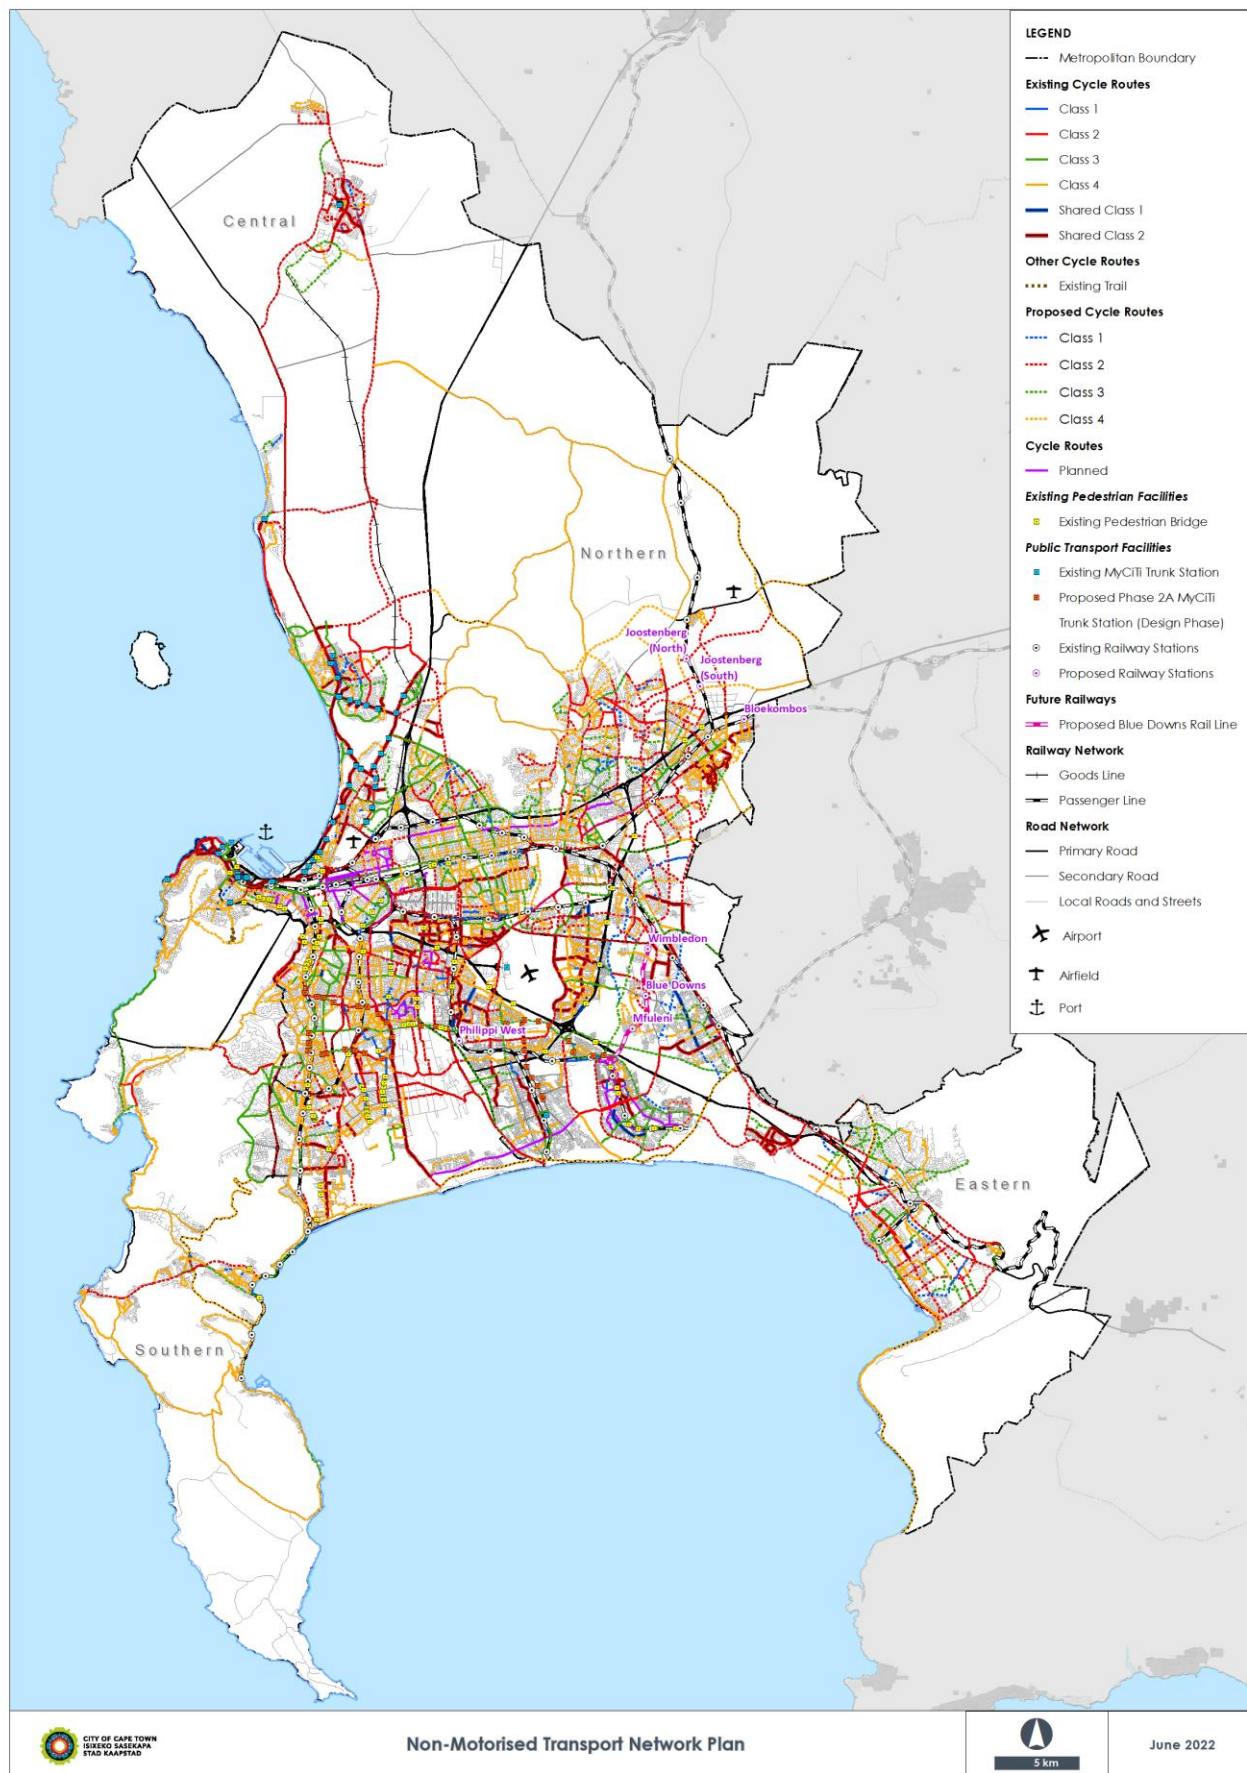 LEGEND
Metropolitan Boundary
Existing Cycle Routes
Class 1
Class 2
Class 3
Class 4
Shared Class 1
Shared Class 2
Other Cycle Routes
Existing Trail
Proposed Cycle Routes
Class 1
Class 2
Class 3
Class 4
Cycle Routes
Planned
Existing Pedestrian Facilities
Existing Pedestrian Bridge
Public Transport Facilities
Existing MyCiTi Trunk Station
Proposed Phase 2A MyCiTi
Trunk Station (Design Phase)
Existing Railway Stations
Proposed Railway Stations
Future Railways
Proposed Blue Downs Rail Line
Railway Network
Goods Line
Passenger Line
Road Network
Primary Road
Secondary Road
Local Roads and Streets
Airport
Airfield
Port
Central
Northern
Joostenberg
(North)
Joostenberg
(South)
Bloekombos
Wimbledon
Blue Downs
Mfuleni
Philippi West
Eastern
Southern
CITY OF CAPE TOWN
ISIXEKO SASEKAPA
STAD KAAPSTAD
Non-Motorised Transport Network Plan
5 km
June 2022